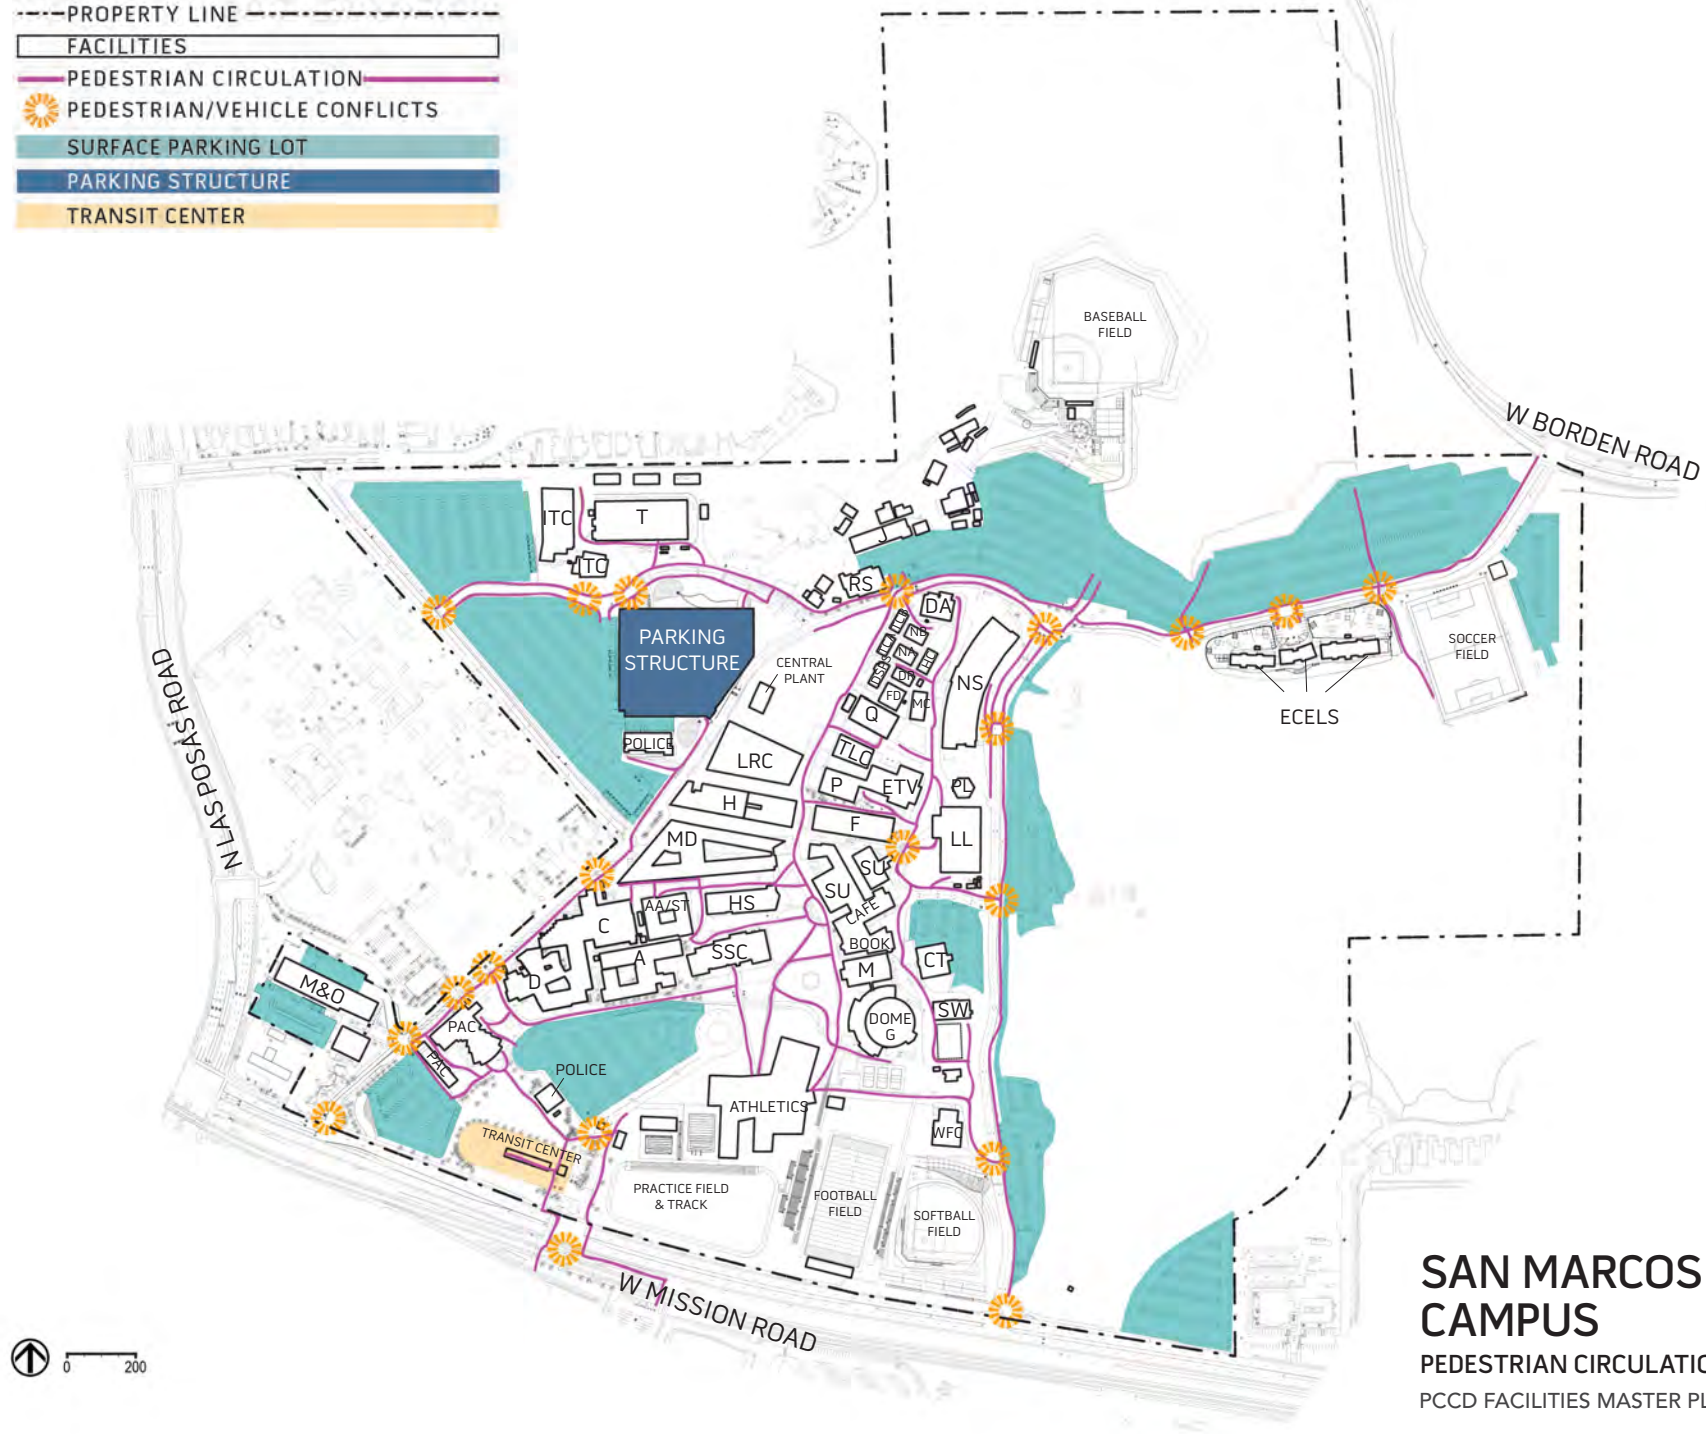 PROPERTY LINE
FACILITIES
PEDESTRIAN CIRCULATION
PEDESTRIAN/VEHICLE CONFLICTS
SURFACE PARKING LOT
PARKING STRUCTURE
TRANSIT CENTER
BASEBALL
FIELD
W BORDEN ROAD
ITC
T
TC
J
RS
DA
PARKING
STRUCTURE
CENTRAL
PLANT
NB
NA
HC
DR
FD
MC
NS
Q
SOCCER
FIELD
ECELS
N LAS POSAS ROAD
POLICE
LRC
TLC
P
ETV
PL
H
F
LL
MD
SU
SU
CAFE
AA/ST
HS
C
BOOK
A
SSC
M
CT
D
M&O
PAC
PAC
DOME
G
SW
POLICE
ATHLETICS
WFC
TRANSIT CENTER
PRACTICE FIELD
& TRACK
FOOTBALL
FIELD
SOFTBALL
FIELD
W MISSION ROAD
0 200
SAN MARCOS
CAMPUS
PEDESTRIAN CIRCULATIO
PCCD FACILITIES MASTER PL